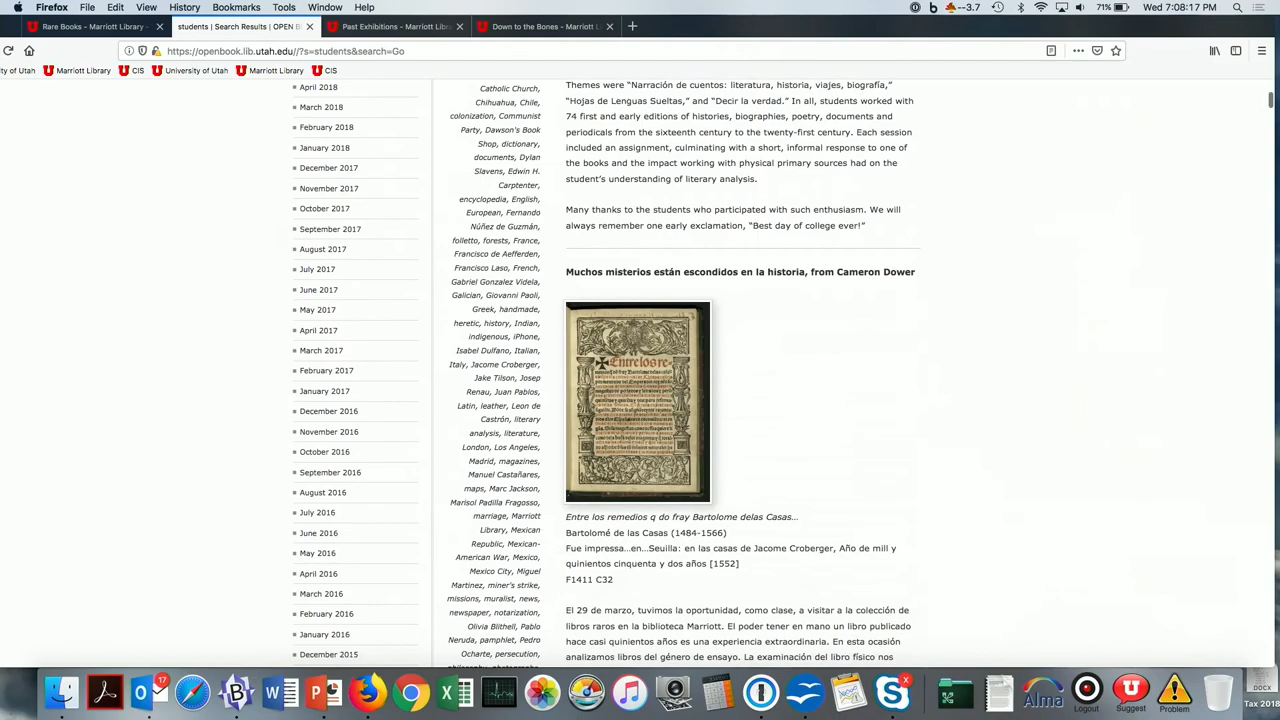 Firefox File Edit View History Bookmarks Tools Window Help
--3.7 71% Wed 7:08:17 PM
Rare Books - Marriott Library - students | Search Results | OPEN B Past Exhibitions - Marriott Libra Down to the Bones - Marriott L
https://openbook.lib.utah.edu//?s=students&search=Go
ty of Utah Marriott Library CIS University of Utah Marriott Library CIS
April 2018
March 2018
February 2018
January 2018
December 2017
November 2017
October 2017
September 2017
August 2017
July 2017
June 2017
May 2017
April 2017
March 2017
February 2017
January 2017
December 2016
November 2016
October 2016
September 2016
August 2016
July 2016
June 2016
May 2016
April 2016
March 2016
February 2016
January 2016
December 2015
Catholic Church,
Chihuahua, Chile,
colonization, Communist
Party, Dawson's Book
Shop, dictionary,
documents, Dylan
Slavens, Edwin H.
Carptenter,
encyclopedia, English,
European, Fernando
Núñez de Guzmán,
folletto, forests, France,
Francisco de Aefferden,
Francisco Laso, French,
Gabriel Gonzalez Videla,
Galician, Giovanni Paoli,
Greek, handmade,
heretic, history, Indian,
indigenous, iPhone,
Isabel Dulfano, Italian,
Italy, Jacome Croberger,
Jake Tilson, Josep
Renau, Juan Pablos,
Latin, leather, Leon de
Castrón, literary
analysis, literature,
London, Los Angeles,
Madrid, magazines,
Manuel Castañares,
maps, Marc Jackson,
Marisol Padilla Fragosso,
marriage, Marriott
Library, Mexican
Republic, Mexican-
American War, Mexico,
Mexico City, Miguel
Martinez, miner's strike,
missions, muralist, news,
newspaper, notarization,
Olivia Blithell, Pablo
Neruda, pamphlet, Pedro
Ocharte, persecution,
Themes were “Narración de cuentos: literatura, historia, viajes, biografía,”
“Hojas de Lenguas Sueltas,” and “Decir la verdad.” In all, students worked with
74 first and early editions of histories, biographies, poetry, documents and
periodicals from the sixteenth century to the twenty-first century. Each session
included an assignment, culminating with a short, informal response to one of
the books and the impact working with physical primary sources had on the
student’s understanding of literary analysis.
Many thanks to the students who participated with such enthusiasm. We will
always remember one early exclamation, “Best day of college ever!”
Muchos misterios están escondidos en la historia, from Cameron Dower
Entre los re-
Entre los remedios q do fray Bartolome delas Casas…
Bartolomé de las Casas (1484-1566)
Fue impressa…en…Seuilla: en las casas de Jacome Croberger, Año de mill y
quinientos cinquenta y dos años [1552]
F1411 C32
El 29 de marzo, tuvimos la oportunidad, como clase, a visitar a la colección de
libros raros en la biblioteca Marriott. El poder tener en mano un libro publicado
hace casi quinientos años es una experiencia extraordinaria. En esta ocasión
analizamos libros del género de ensayo. La examinación del libro físico nos
17
Alma
Logout
Suggest
Problem
DOCX
Tax 2018